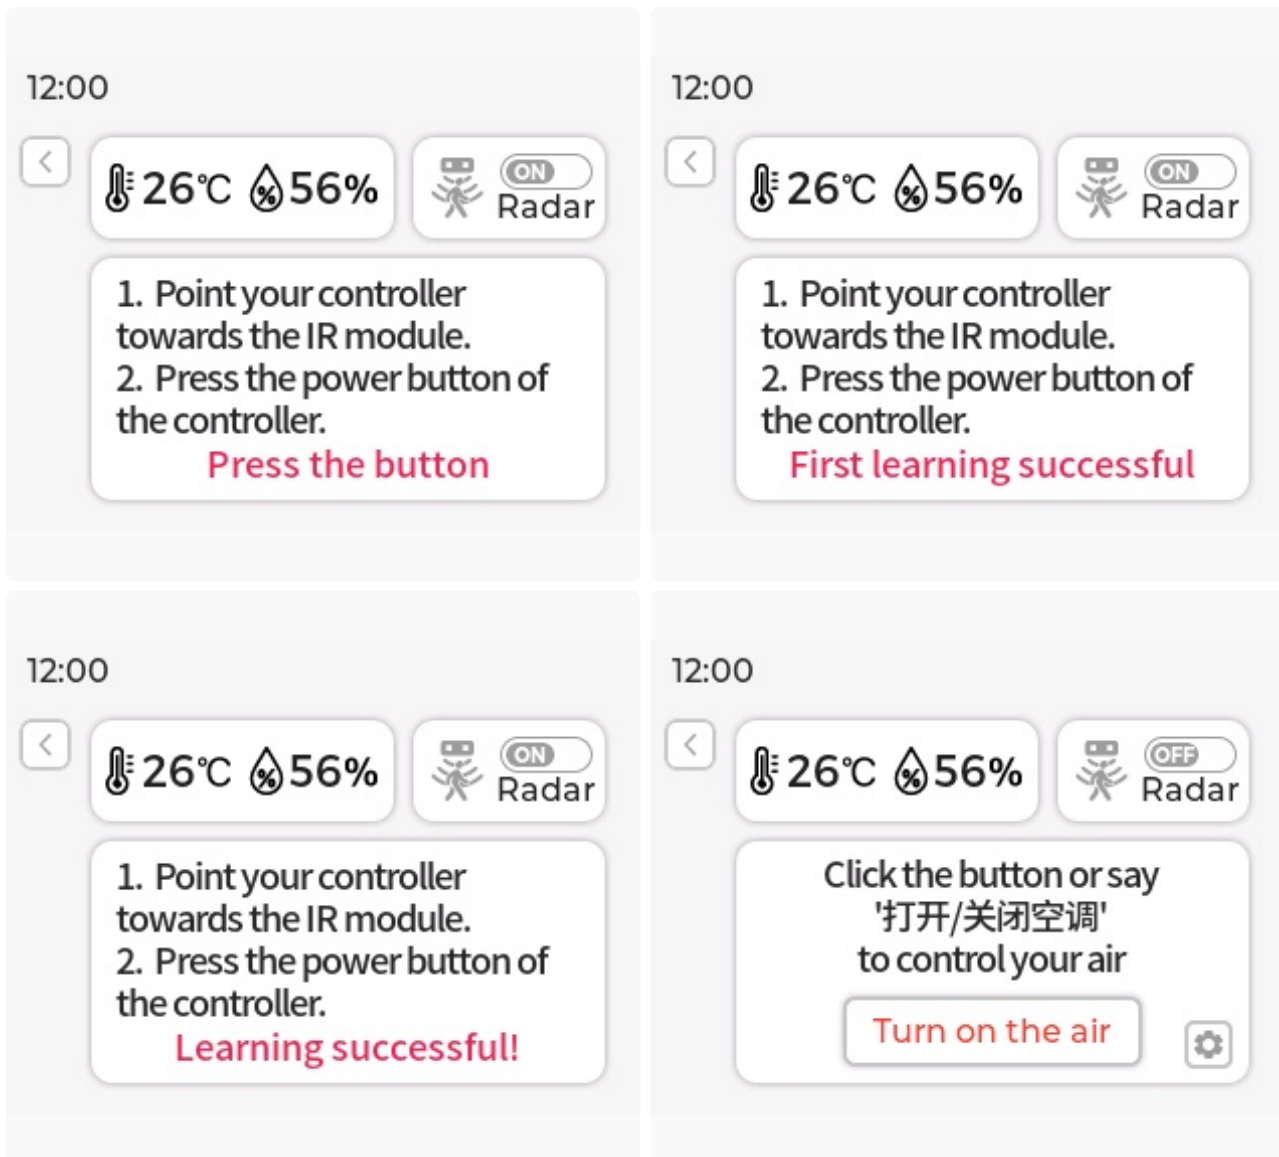 12:00
26℃ 56%
ON
Radar
1. Point your controller
towards the IR module.
2. Press the power button of
the controller.
Press the button
12:00
26℃ 56%
ON
Radar
1. Point your controller
towards the IR module.
2. Press the power button of
the controller.
First learning successful
12:00
26℃ 56%
ON
Radar
1. Point your controller
towards the IR module.
2. Press the power button of
the controller.
Learning successful!
12:00
26℃ 56%
OFF
Radar
Click the button or say
'打开/关闭空调'
to control your air
Turn on the air